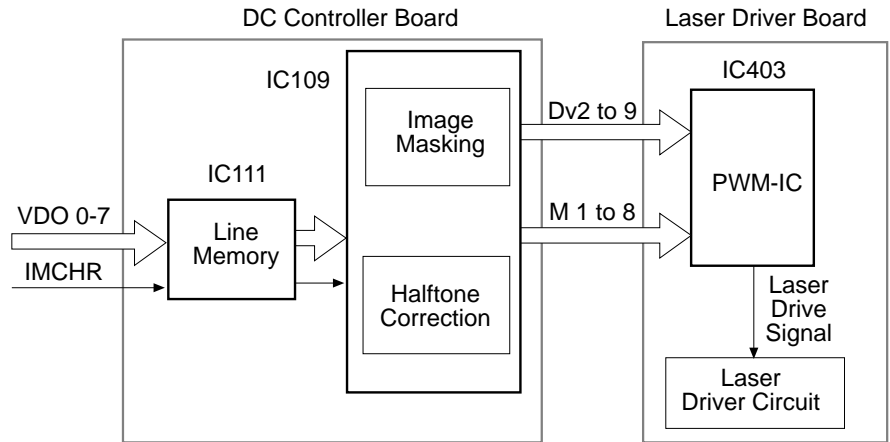 DC Controller Board
Laser Driver Board
IC109
IC403
Image
Masking
Dv2 to 9
IC111
PWM-IC
VDO 0-7
Line
Memory
M 1 to 8
IMCHR
Halftone
Correction
Laser
Drive
Signal
Laser
Driver Circuit